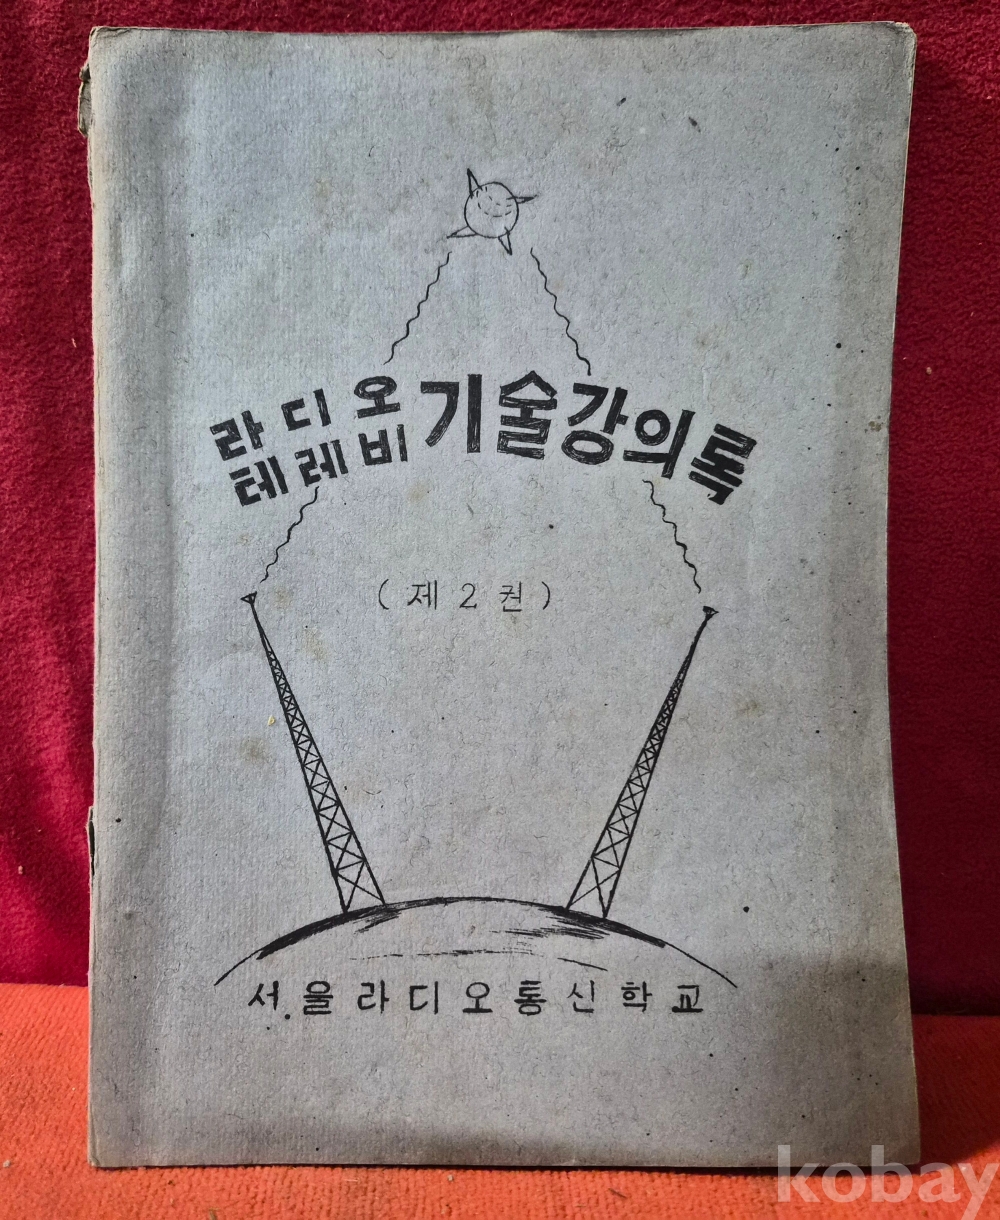 라디오
테레비
기술강의록
(제2권)
서울라디오통신학교
kobay